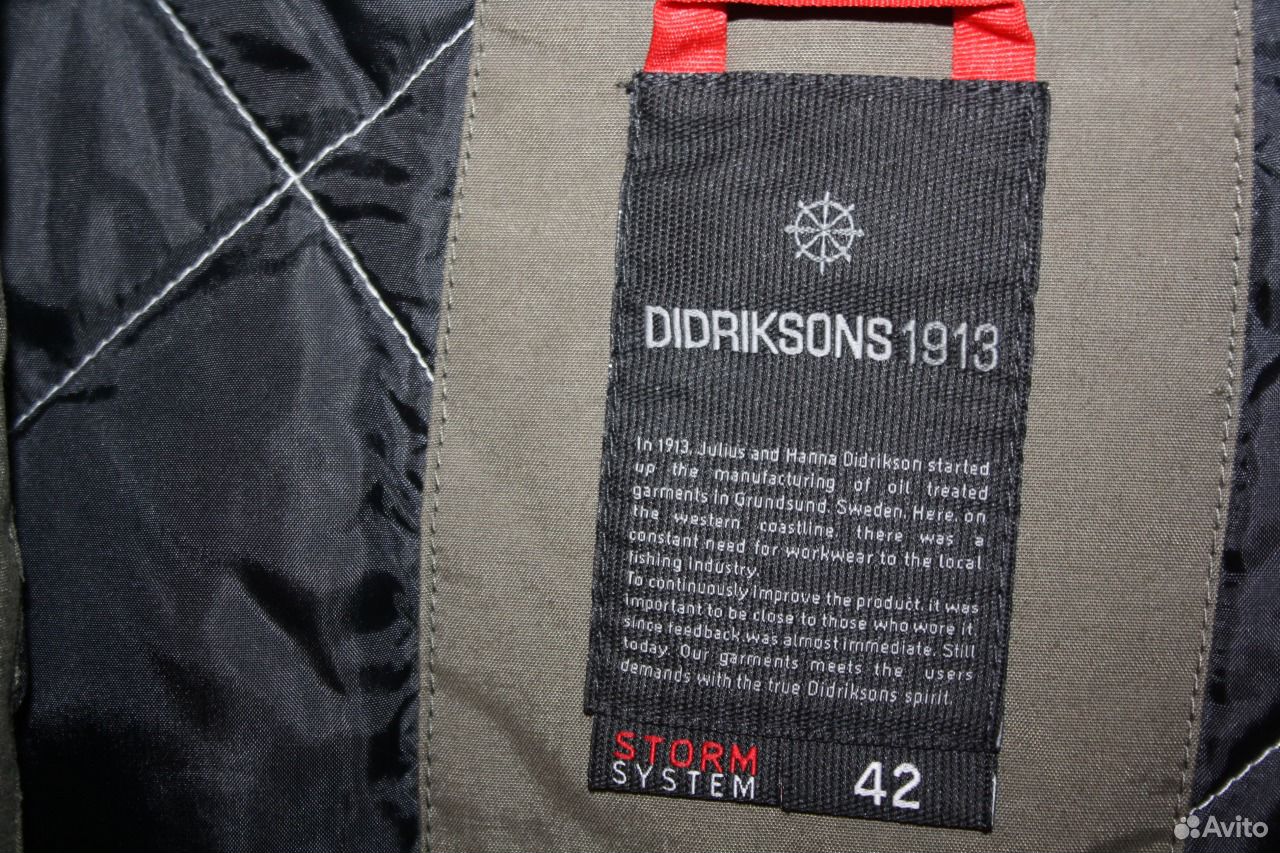 DIDRIKSONS 1913
In 1913, Julius and Hanna Didrikson started
up the manufacturing of oil treated
garments in Grundsund, Sweden. Here, on
the western coastline, there was a
constant need for workwear to the local
fishing industry.
To continuously improve the product, it was
important to be close to those who wore it,
since feedback was almost immediate. Still
today. Our garments meets the users
demands with the true Didriksons spirit.
STORM
SYSTEM
42
Avito